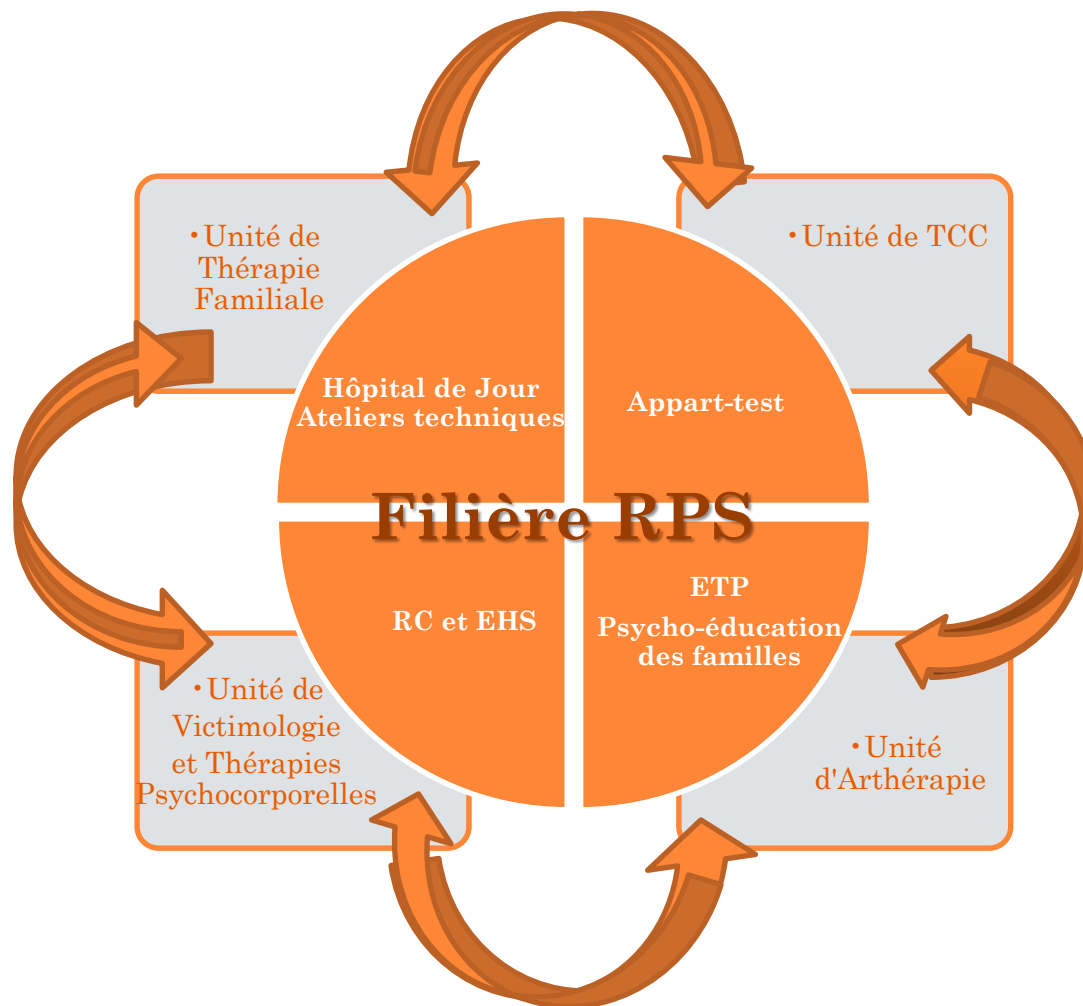 •Unité de
Thérapie
Familiale
•Unité de TCC
Hôpital de Jour
Ateliers techniques
Appart-test
Filière RPS
RC et EHS
ETP
Psycho-éducation
des familles
•Unité de
Victimologie
et Thérapies
Psychocorporelles
•Unité
d'Arthérapie